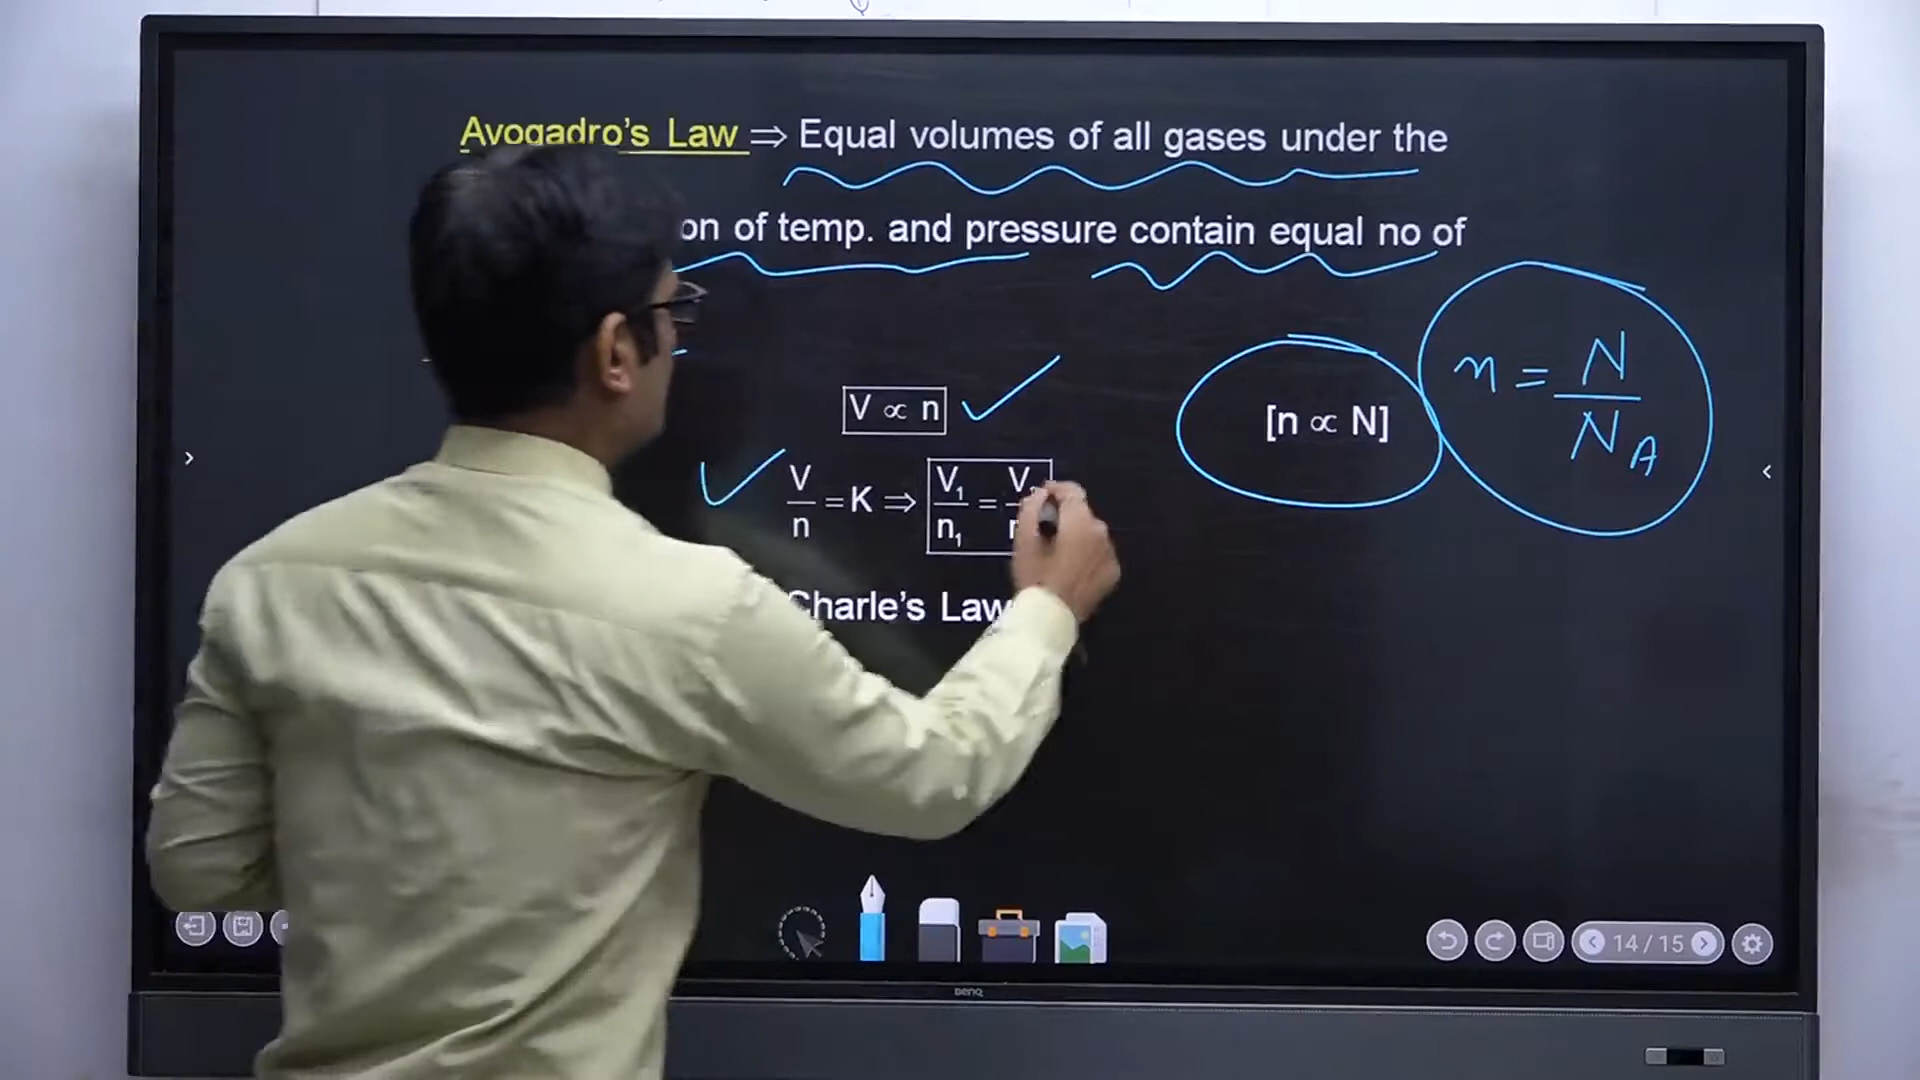 Avogadro's Law ⇒ Equal volumes of all gases under the
of temp. and pressure contain equal no of
V ∝ n
[n ∝ N]
n = N / N_A
V/n = K ⇒ V₁/n₁ =
Charle's Law
14 / 15
BenQ